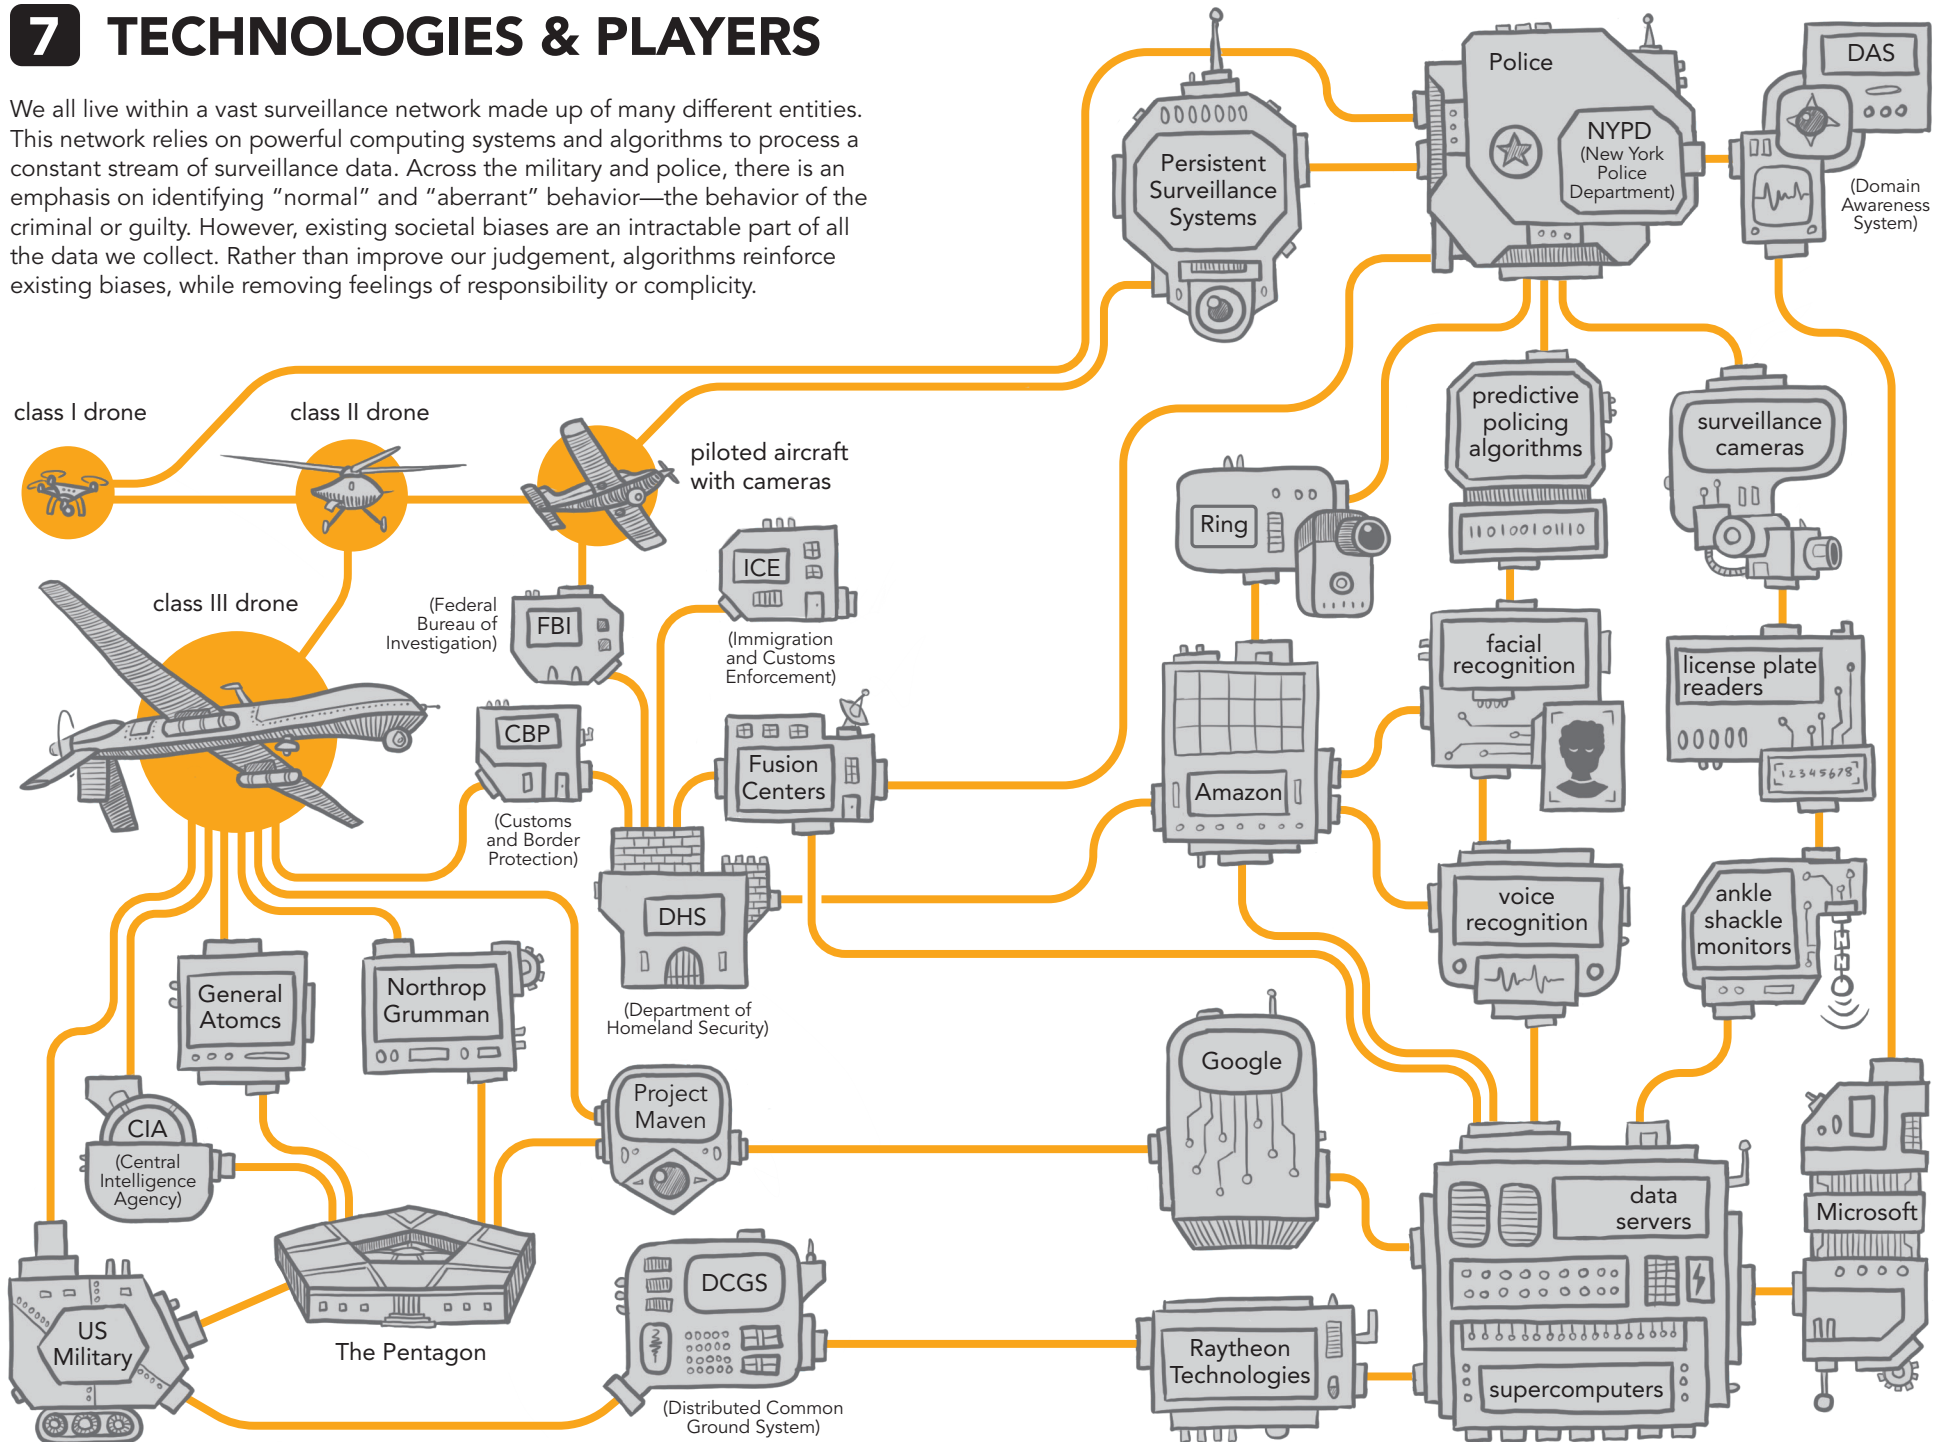 7 TECHNOLOGIES & PLAYERS
We all live within a vast surveillance network made up of many different entities.
This network relies on powerful computing systems and algorithms to process a
constant stream of surveillance data. Across the military and police, there is an
emphasis on identifying “normal” and “aberrant” behavior—the behavior of the
criminal or guilty. However, existing societal biases are an intractable part of all
the data we collect. Rather than improve our judgement, algorithms reinforce
existing biases, while removing feelings of responsibility or complicity.
Persistent
Surveillance
Systems
Police
NYPD
(New York
Police
Department)
DAS
(Domain
Awareness
System)
class I drone
class II drone
piloted aircraft
with cameras
class III drone
(Federal
Bureau of
Investigation)
FBI
ICE
(Immigration
and Customs
Enforcement)
CBP
(Customs
and Border
Protection)
Fusion
Centers
DHS
(Department of
Homeland Security)
Ring
predictive
policing
algorithms
11010010110
surveillance
cameras
facial
recognition
license plate
readers
12345678
Amazon
voice
recognition
ankle
shackle
monitors
General
Atomcs
Northrop
Grumman
CIA
(Central
Intelligence
Agency)
Project
Maven
Google
data
servers
Microsoft
US
Military
The Pentagon
DCGS
(Distributed Common
Ground System)
Raytheon
Technologies
supercomputers